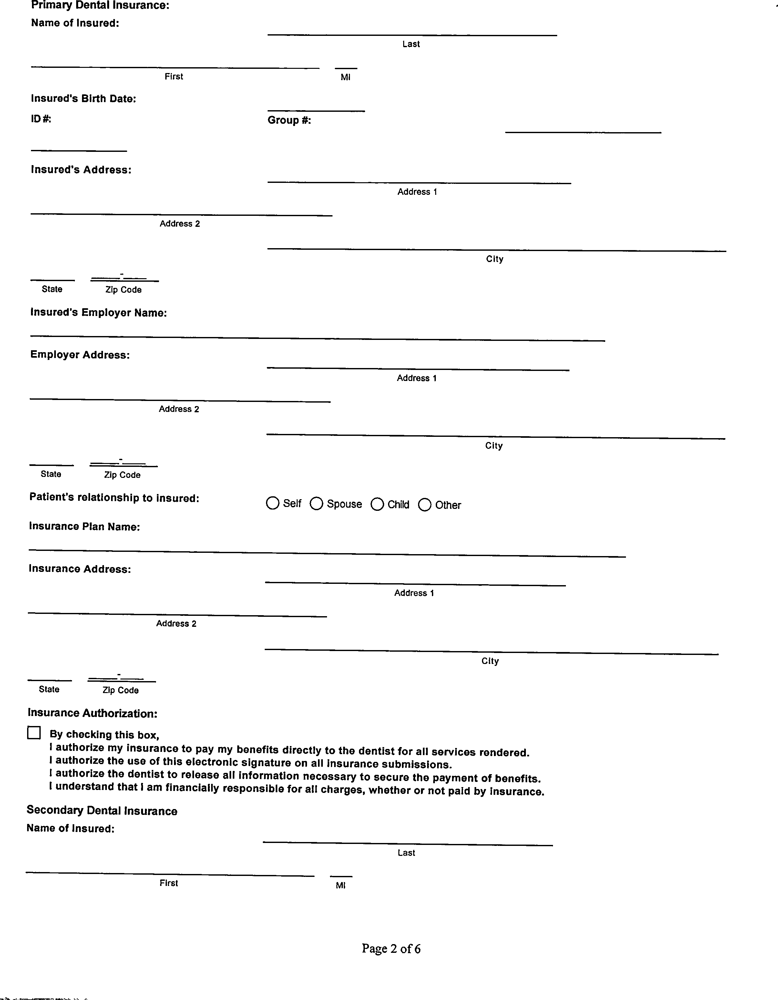 Primary Dental Insurance:
Name of Insured:
Last
First MI
Insured's Birth Date:
ID #: Group #:
Insured's Address:
Address 1
Address 2
City
State Zip Code
Insured's Employer Name:
Employer Address:
Address 1
Address 2
City
State Zip Code
Patient's relationship to insured: Self Spouse Child Other
Insurance Plan Name:
Insurance Address:
Address 1
Address 2
City
State Zip Code
Insurance Authorization:
By checking this box,
I authorize my insurance to pay my benefits directly to the dentist for all services rendered.
I authorize the use of this electronic signature on all insurance submissions.
I authorize the dentist to release all information necessary to secure the payment of benefits.
I understand that I am financially responsible for all charges, whether or not paid by insurance.
Secondary Dental Insurance
Name of Insured:
Last
First MI
Page 2 of 6